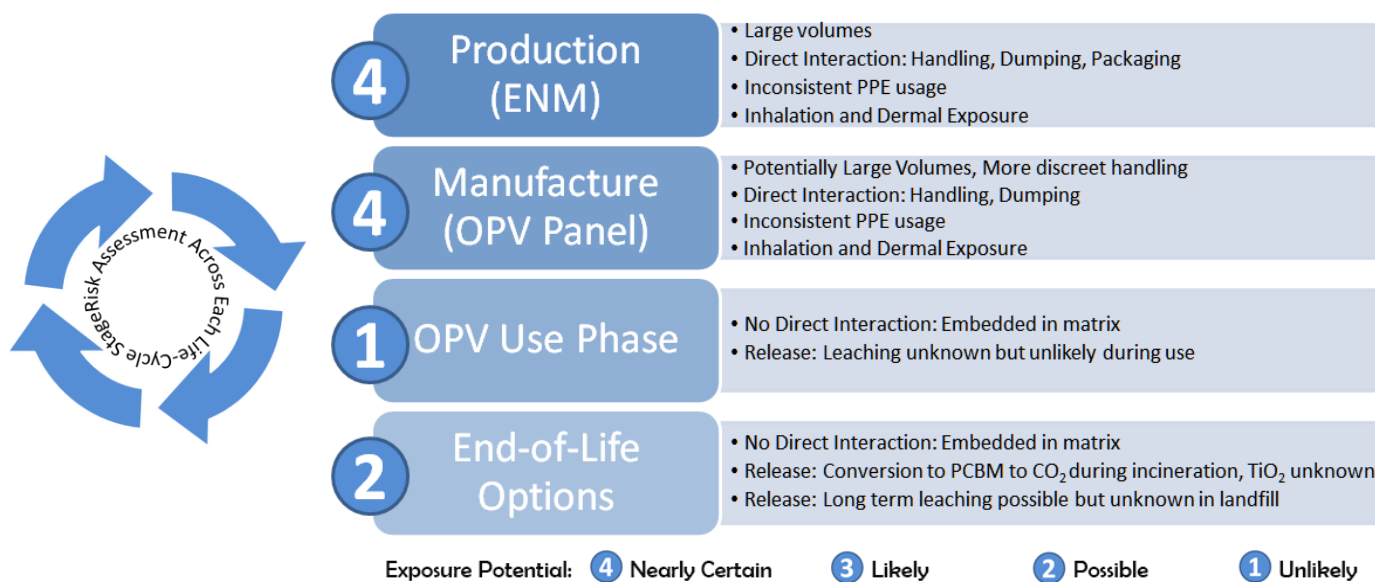 Risk Assessment Across Each Life-Cycle Stage
4
Production
(ENM)
• Large volumes
• Direct Interaction: Handling, Dumping, Packaging
• Inconsistent PPE usage
• Inhalation and Dermal Exposure
4
Manufacture
(OPV Panel)
• Potentially Large Volumes, More discreet handling
• Direct Interaction: Handling, Dumping
• Inconsistent PPE usage
• Inhalation and Dermal Exposure
1
OPV Use Phase
• No Direct Interaction: Embedded in matrix
• Release: Leaching unknown but unlikely during use
2
End-of-Life
Options
• No Direct Interaction: Embedded in matrix
• Release: Conversion to PCBM to CO₂ during incineration, TiO₂ unknown
• Release: Long term leaching possible but unknown in landfill
Exposure Potential: 4 Nearly Certain 3 Likely 2 Possible 1 Unlikely